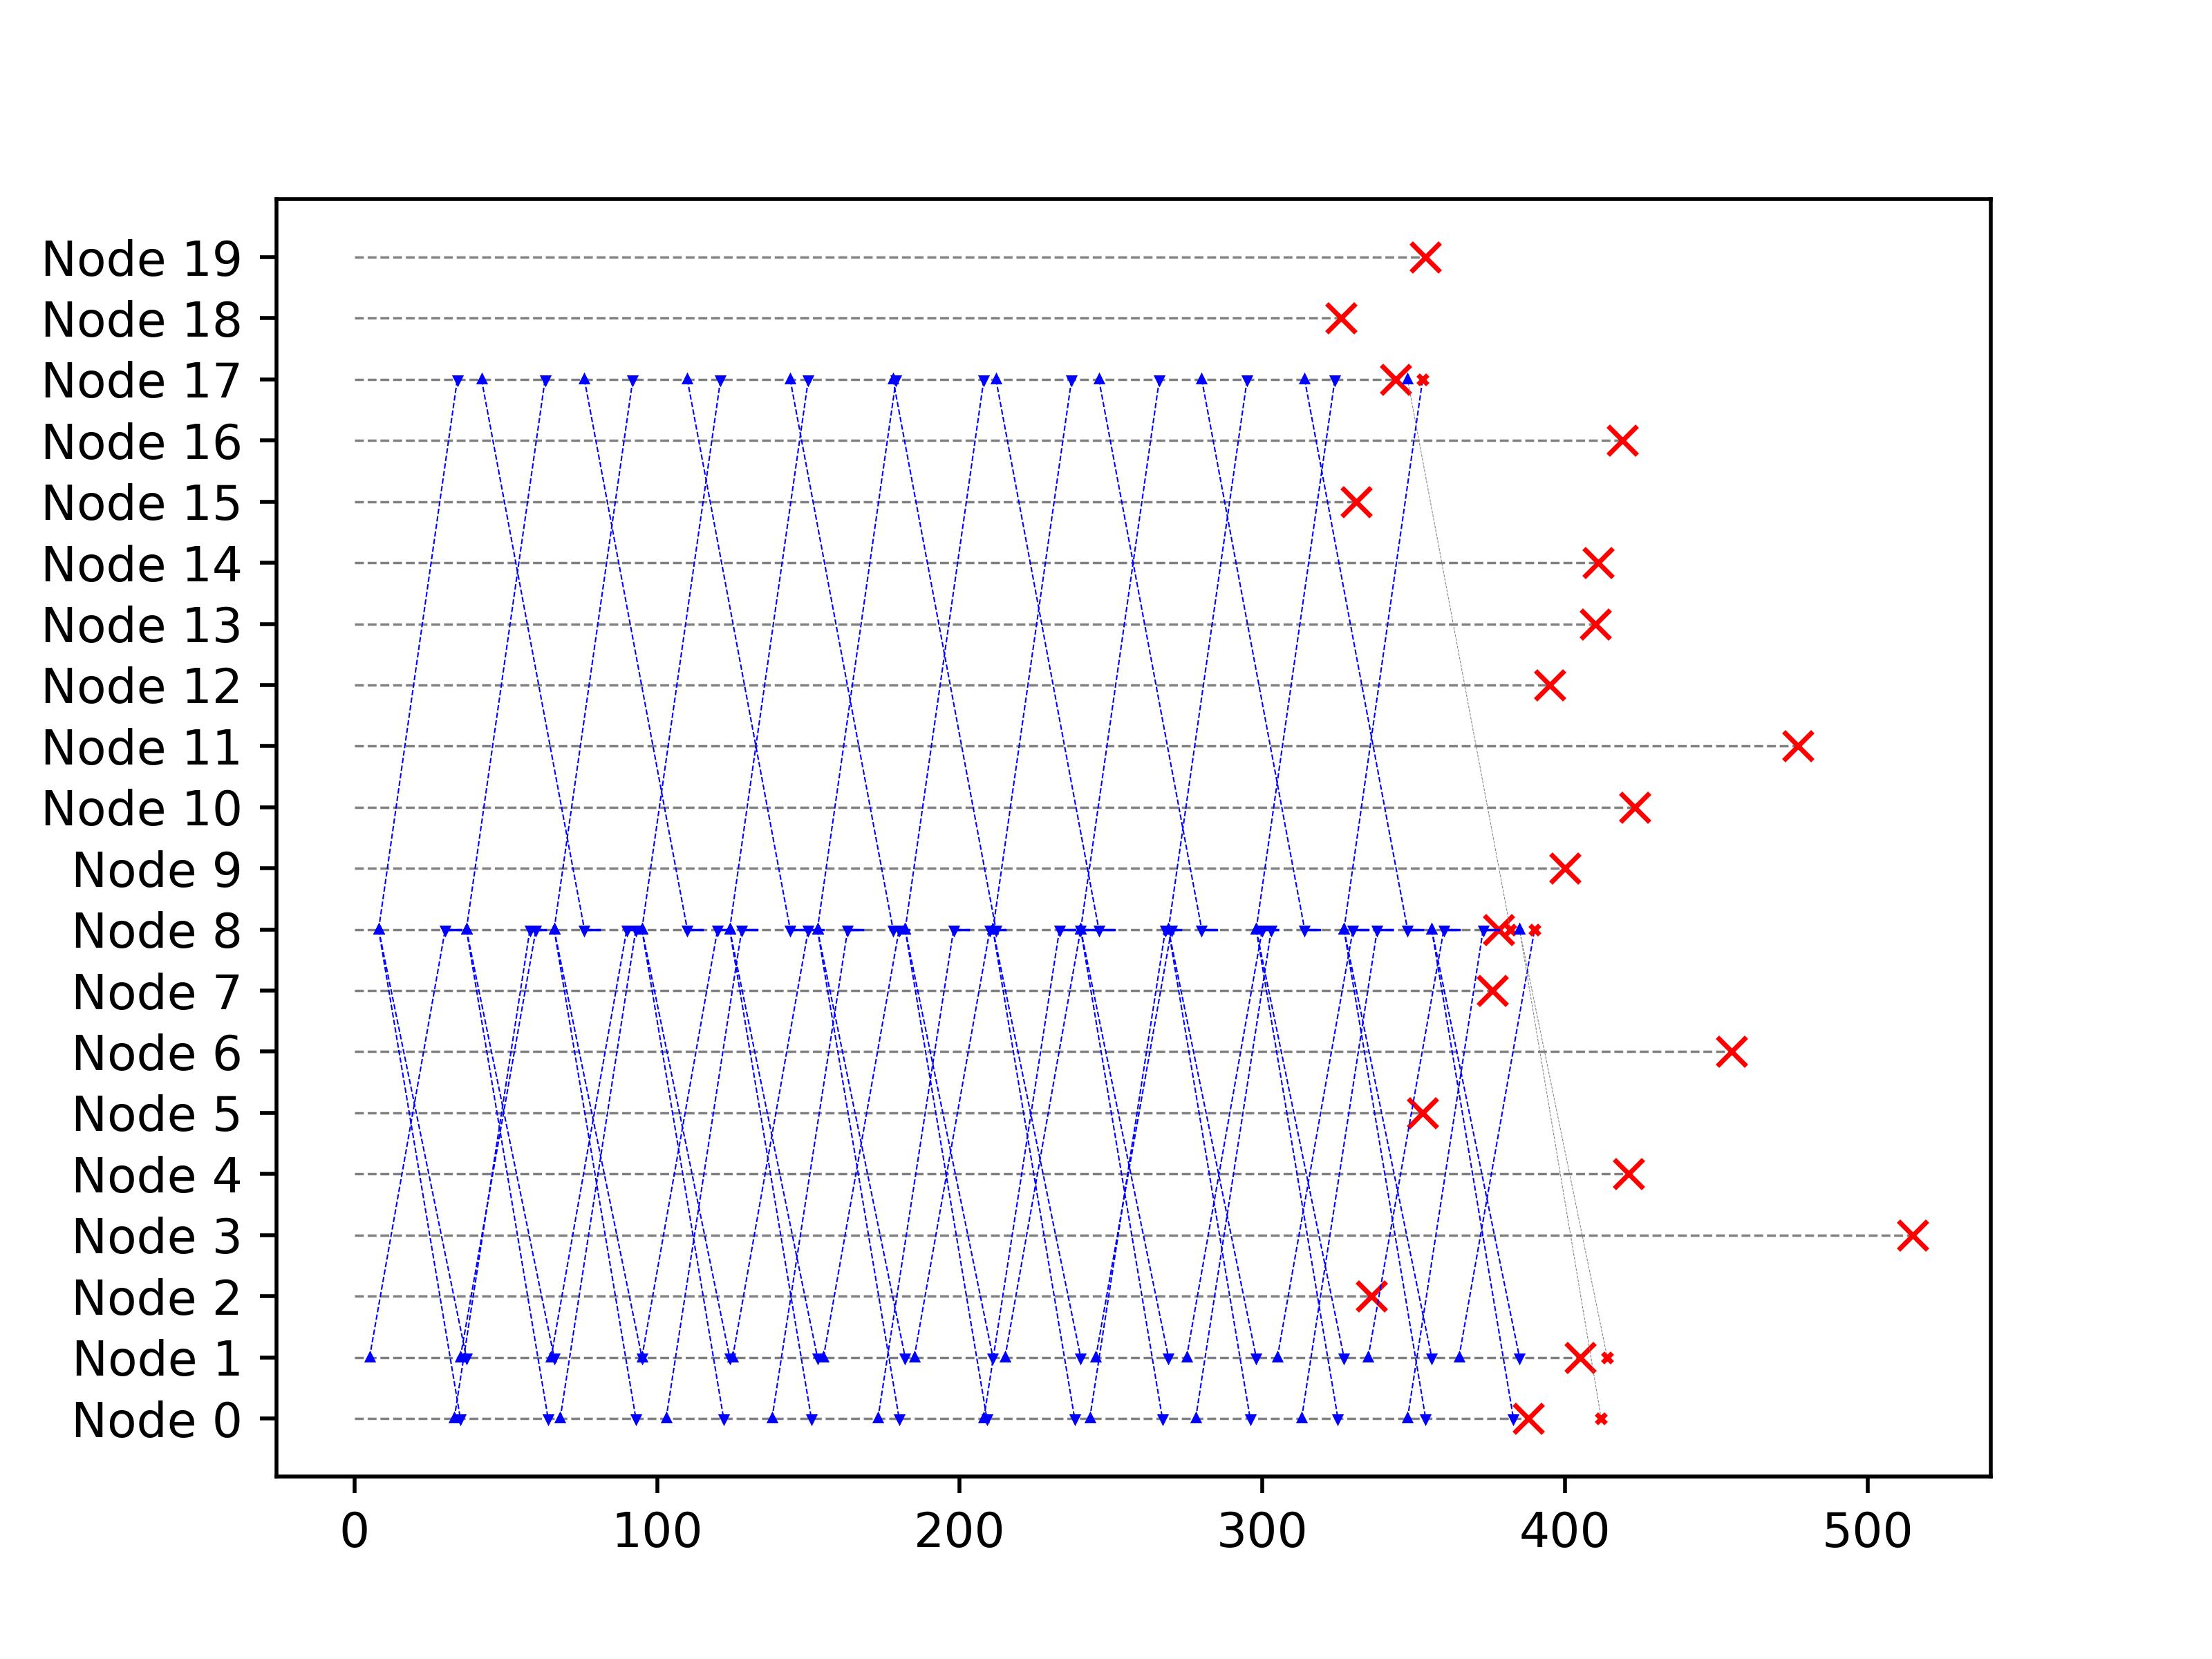 Node 19
Node 18
Node 17
Node 16
Node 15
Node 14
Node 13
Node 12
Node 11
Node 10
Node 9
Node 8
Node 7
Node 6
Node 5
Node 4
Node 3
Node 2
Node 1
Node 0
0 100 200 300 400 500